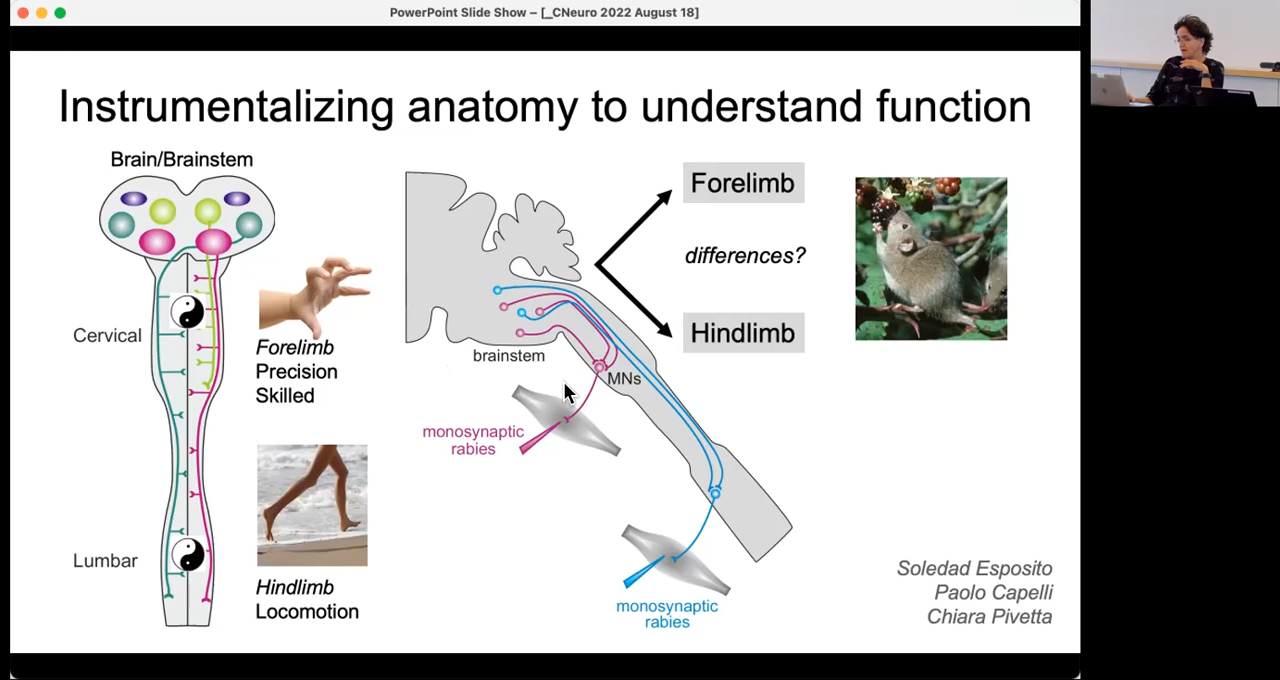 PowerPoint Slide Show – [_CNeuro 2022 August 18]
Instrumentalizing anatomy to understand function
Brain/Brainstem
Cervical
Forelimb
Precision
Skilled
Lumbar
Hindlimb
Locomotion
brainstem
MNs
monosynaptic
rabies
monosynaptic
rabies
Forelimb
differences?
Hindlimb
Soledad Esposito
Paolo Capelli
Chiara Pivetta